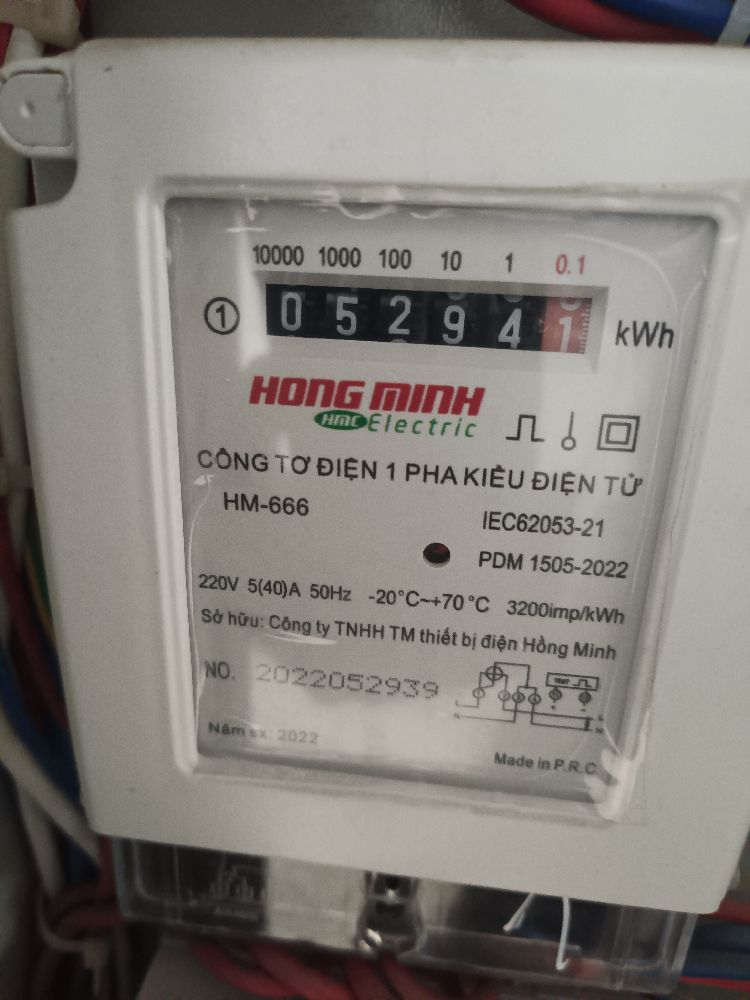 10000 1000 100 10 1 0.1
1 0 5 2 9 4 1 kWh
HONG MINH
HMC Electric
CÔNG TƠ ĐIỆN 1 PHA KIỂU ĐIỆN TỬ
HM-666
IEC62053-21
PDM 1505-2022
220V 5(40)A 50Hz -20°C~+70°C 3200imp/kWh
Sở hữu: Công ty TNHH TM thiết bị điện Hồng Minh
NO. 2022052939
TEST
Năm sx: 2022
Made in P.R.C